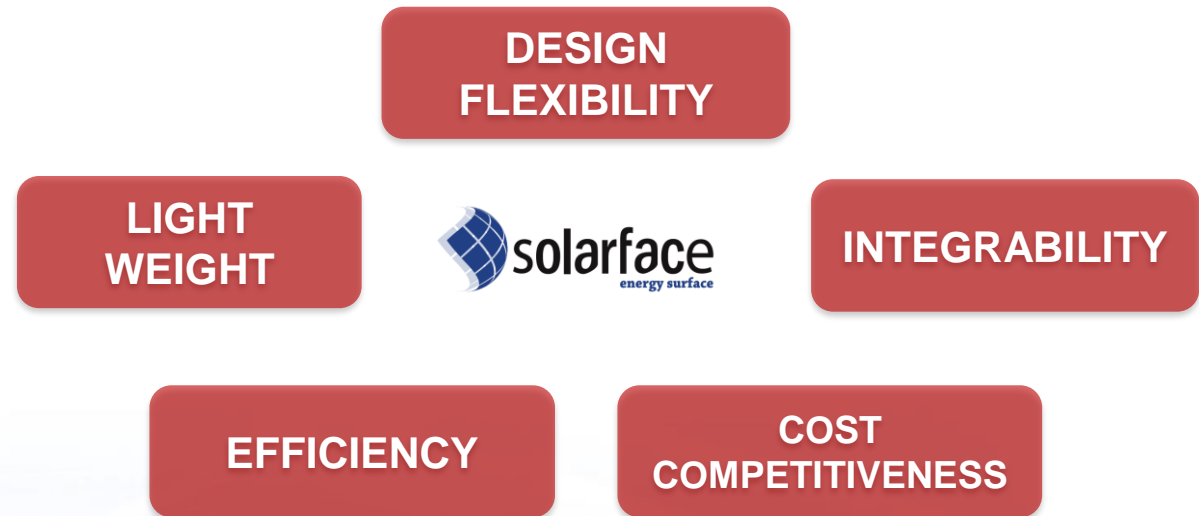 DESIGN
FLEXIBILITY
LIGHT
WEIGHT
solarface
energy surface
INTEGRABILITY
EFFICIENCY
COST
COMPETITIVENESS